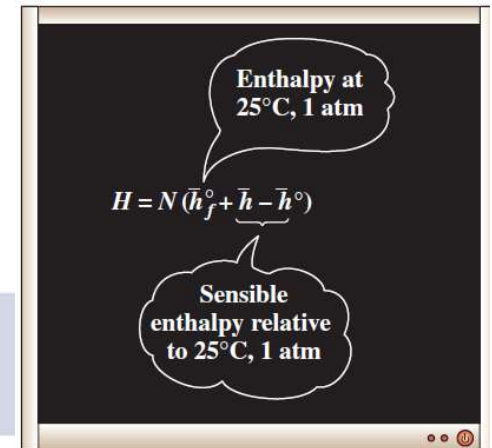 Enthalpy at
25°C, 1 atm
H = N (h̄°f + h̄ – h̄°)
Sensible
enthalpy relative
to 25°C, 1 atm